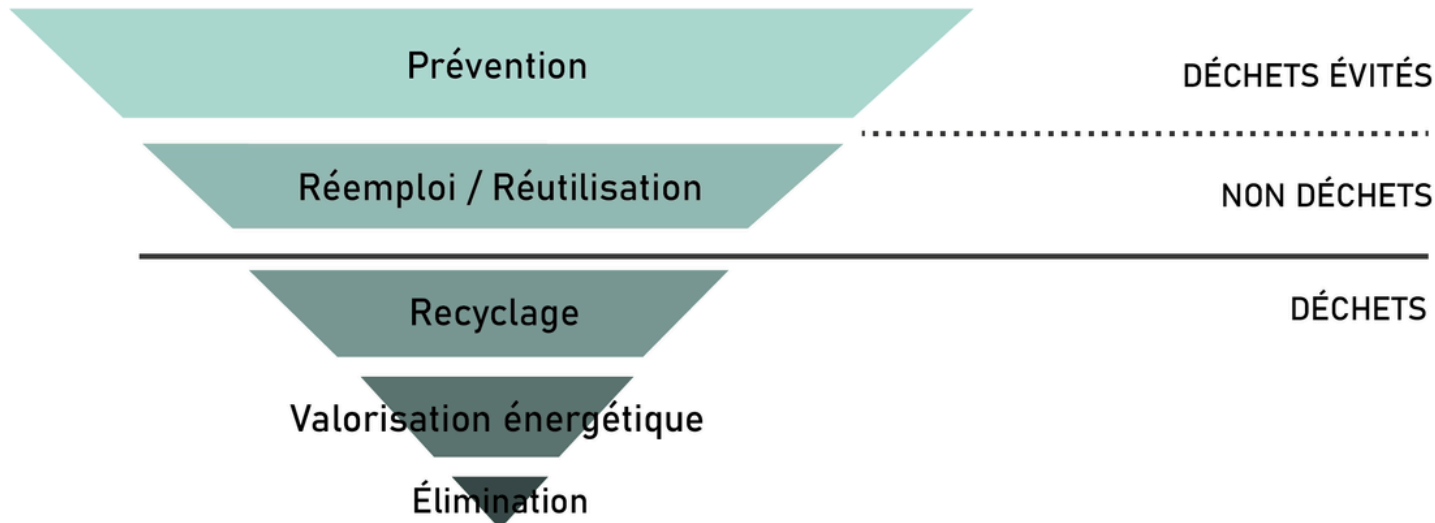 Prévention
DÉCHETS ÉVITÉS
Réemploi / Réutilisation
NON DÉCHETS
Recyclage
DÉCHETS
Valorisation énergétique
Élimination